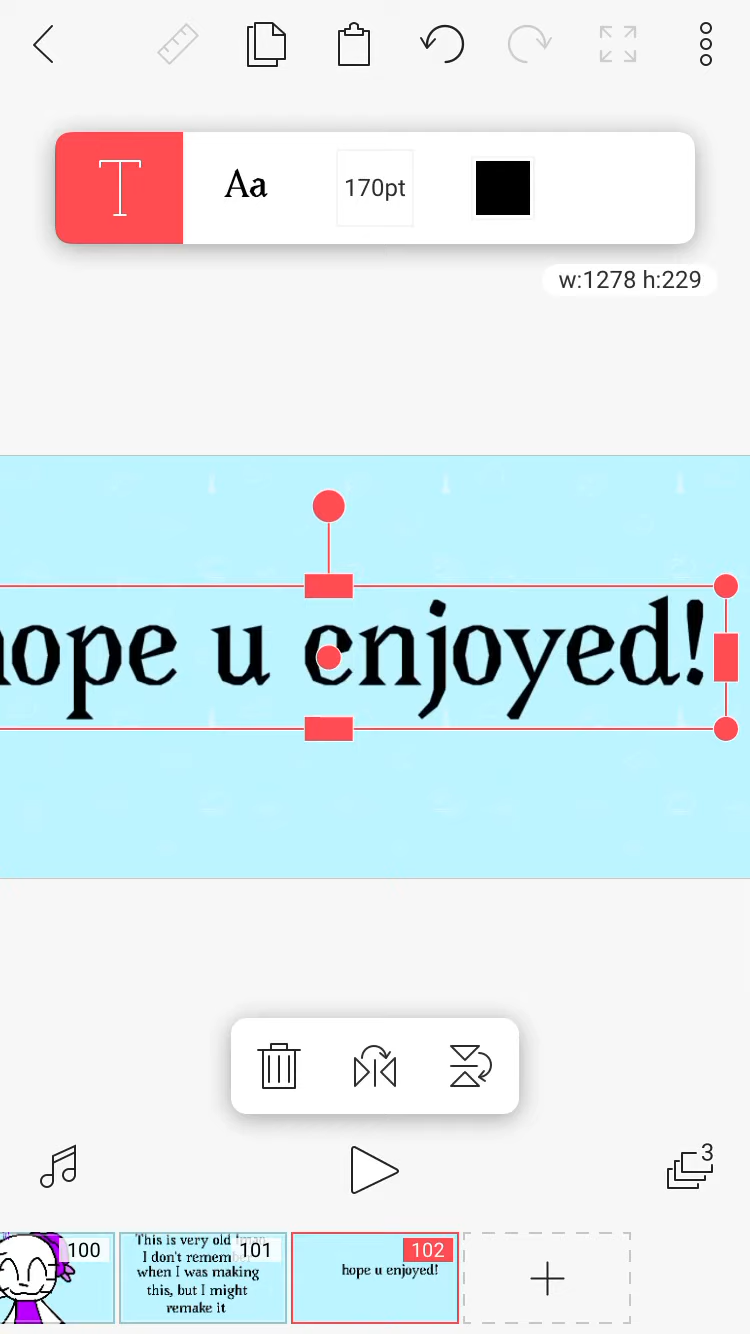 Aa
170pt
w:1278 h:229
hope u enjoyed!
3
100
This is very old
I don't remem
101
when I was making
this, but I might
remake it
102
hope u enjoyed!